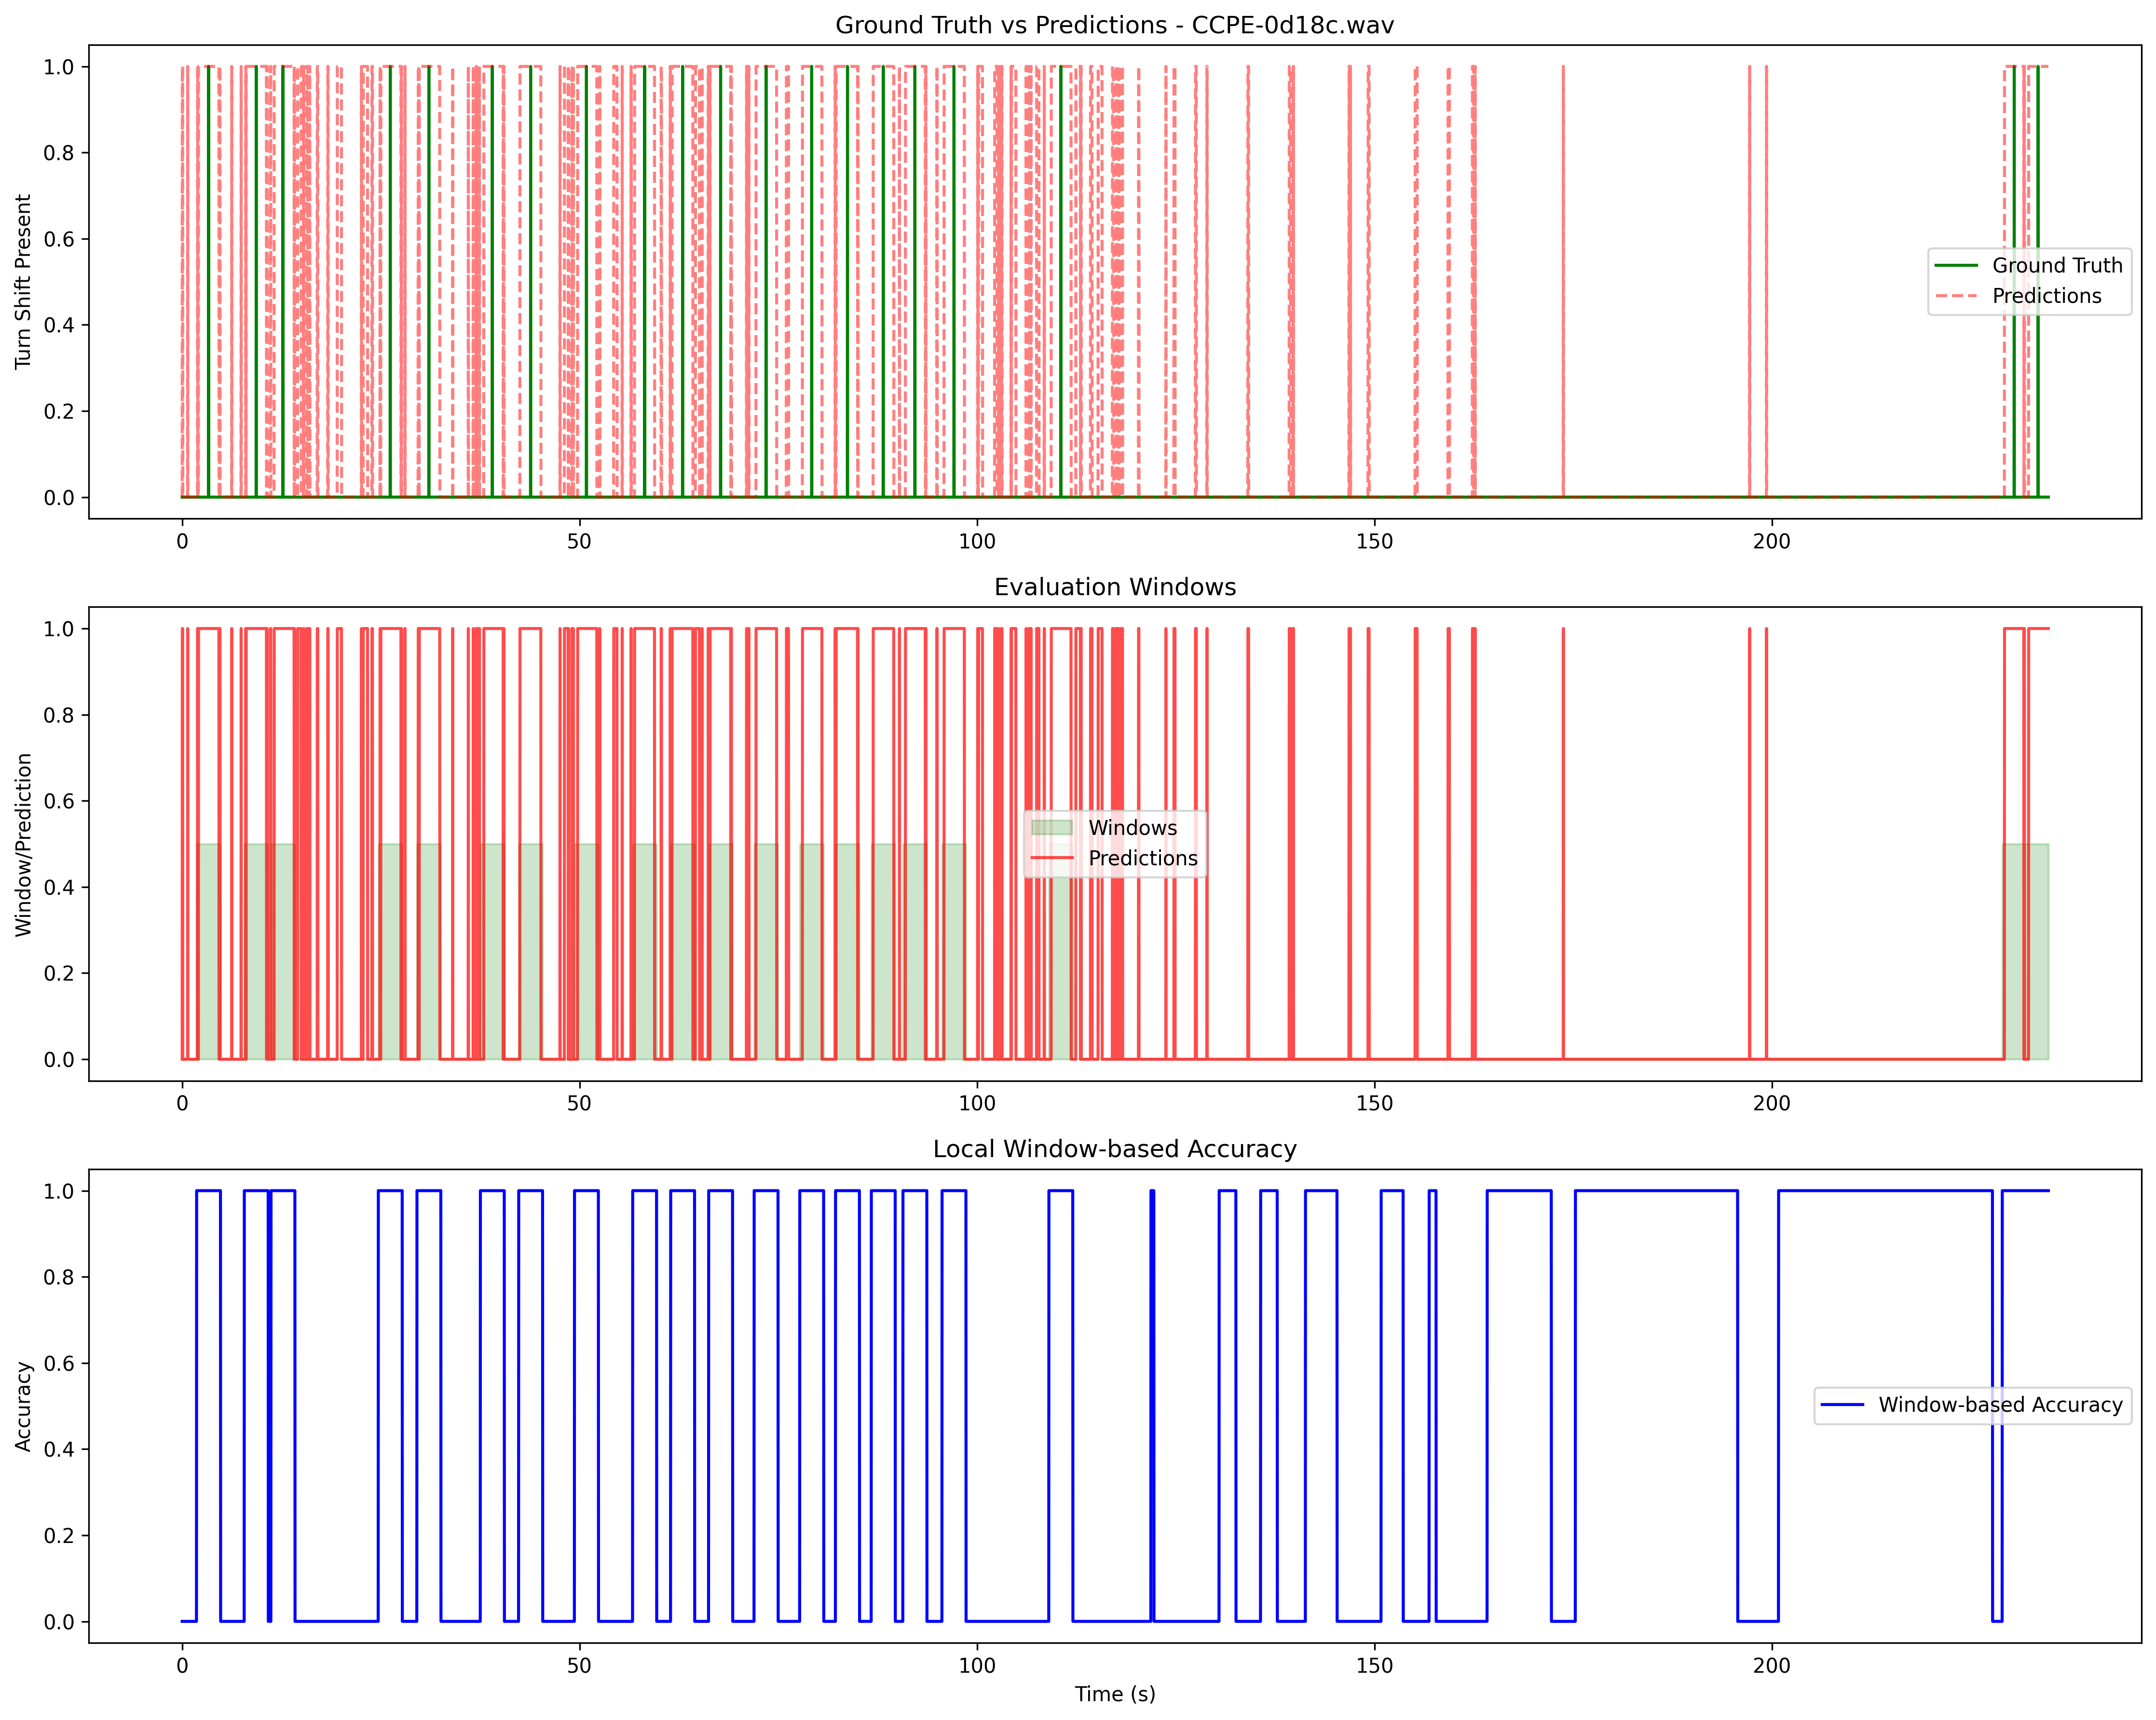 Ground Truth vs Predictions - CCPE-0d18c.wav
1.0
0.8
0.6
0.4
0.2
0.0
Turn Shift Present
Ground Truth
Predictions
0 50 100 150 200
Evaluation Windows
1.0
0.8
0.6
0.4
0.2
0.0
Window/Prediction
Windows
Predictions
0 50 100 150 200
Local Window-based Accuracy
1.0
0.8
0.6
0.4
0.2
0.0
Accuracy
Window-based Accuracy
0 50 100 150 200
Time (s)